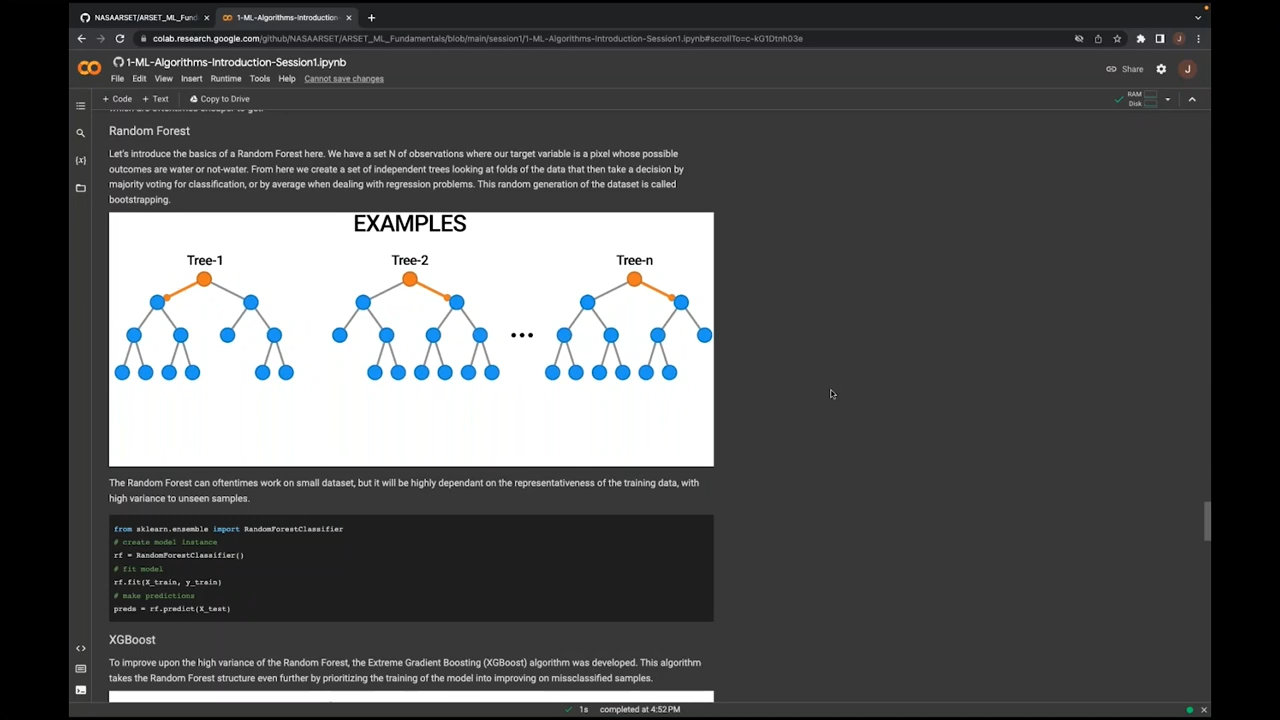 NASAARSET/ARSET_ML_Fund
1-ML-Algorithms-Introduction-
colab.research.google.com/github/NASAARSET/ARSET_ML_Fundamentals/blob/main/session1/1-ML-Algorithms-Introduction-Session1.ipynb#scrollTo=c-kG1Dtnh03e
J
1-ML-Algorithms-Introduction-Session1.ipynb
Share
J
File Edit View Insert Runtime Tools Help Cannot save changes
+ Code + Text Copy to Drive
RAM
Disk
which are oftentimes cheaper to get.
Random Forest
Let's introduce the basics of a Random Forest here. We have a set N of observations where our target variable is a pixel whose possible
outcomes are water or not-water. From here we create a set of independent trees looking at folds of the data that then take a decision by
majority voting for classification, or by average when dealing with regression problems. This random generation of the dataset is called
bootstrapping.
EXAMPLES
Tree-1 Tree-2 Tree-n
...
The Random Forest can oftentimes work on small dataset, but it will be highly dependant on the representativeness of the training data, with
high variance to unseen samples.
from sklearn.ensemble import RandomForestClassifier
# create model instance
rf = RandomForestClassifier()
# fit model
rf.fit(X_train, y_train)
# make predictions
preds = rf.predict(X_test)
XGBoost
To improve upon the high variance of the Random Forest, the Extreme Gradient Boosting (XGBoost) algorithm was developed. This algorithm
takes the Random Forest structure even further by prioritizing the training of the model into improving on missclassified samples.
1s completed at 4:52 PM